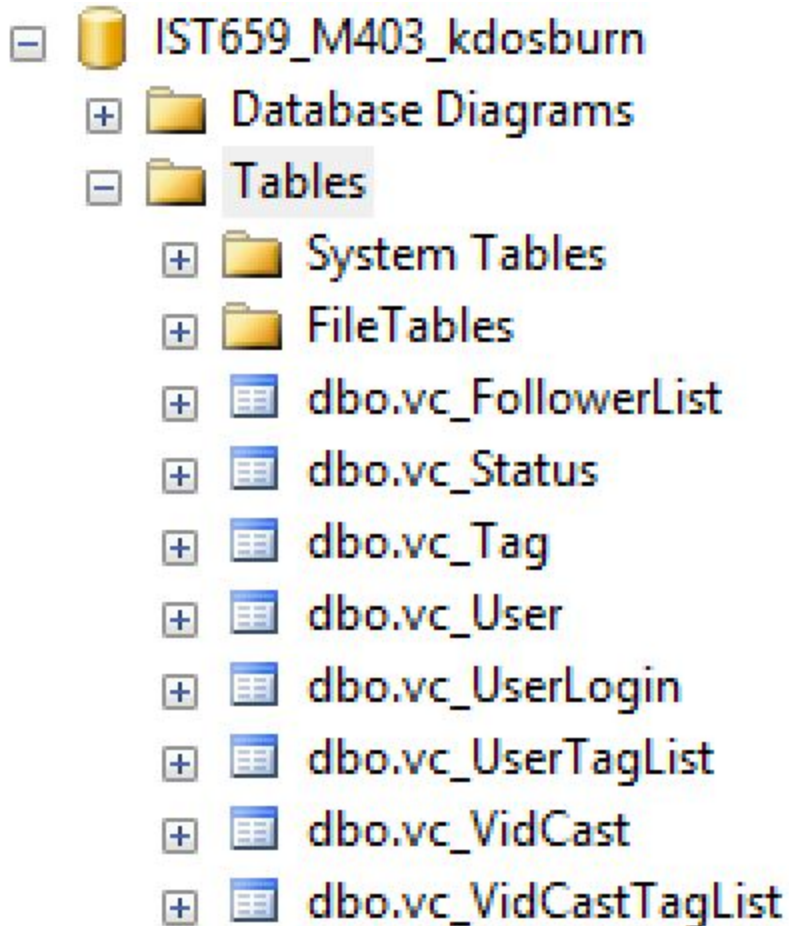 IST659_M403_kdosburn
Database Diagrams
Tables
System Tables
FileTables
dbo.vc_FollowerList
dbo.vc_Status
dbo.vc_Tag
dbo.vc_User
dbo.vc_UserLogin
dbo.vc_UserTagList
dbo.vc_VidCast
dbo.vc_VidCastTagList